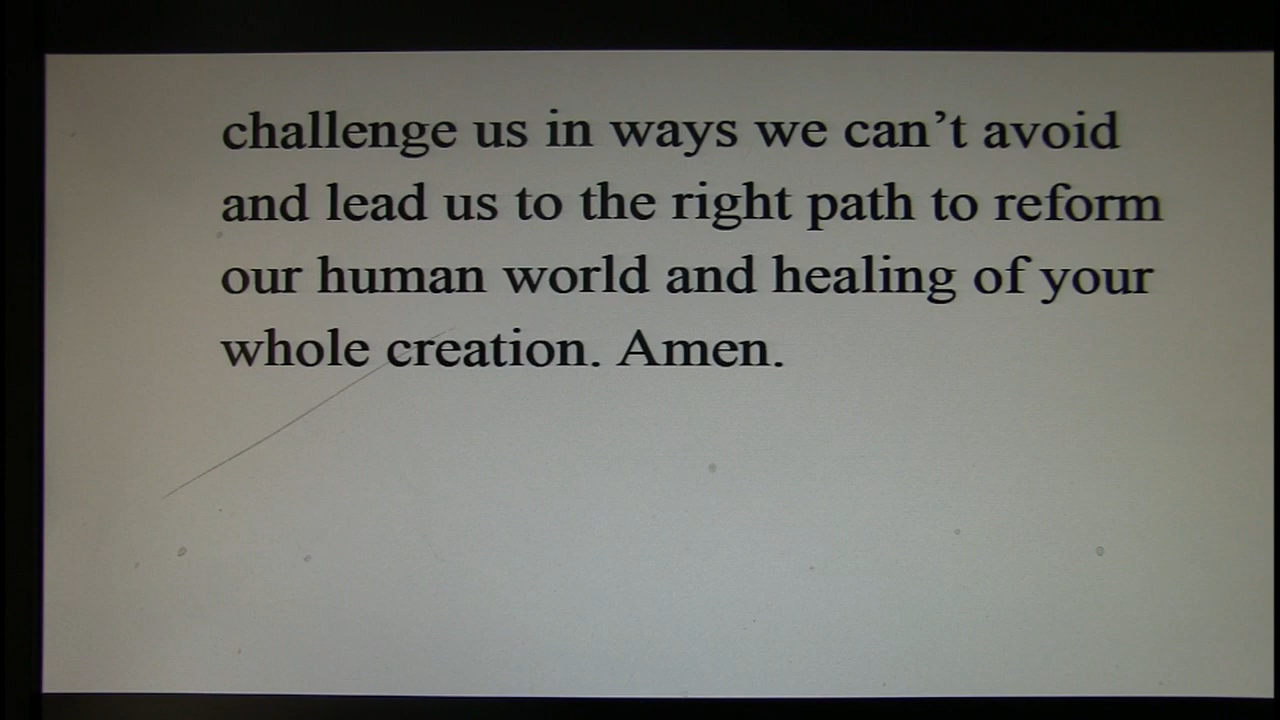 challenge us in ways we can’t avoid
and lead us to the right path to reform
our human world and healing of your
whole creation. Amen.